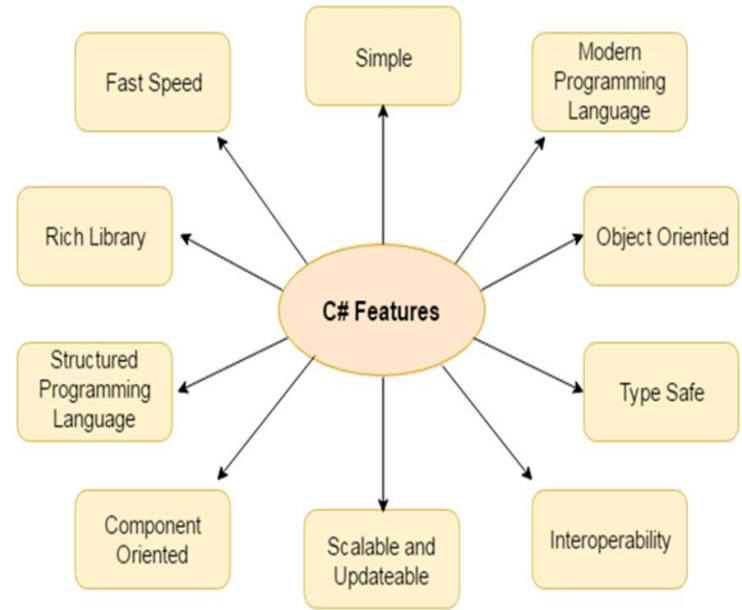 Simple
Fast Speed
Modern
Programming
Language
Rich Library
Object Oriented
C# Features
Structured
Programming
Language
Type Safe
Component
Oriented
Scalable and
Updateable
Interoperability